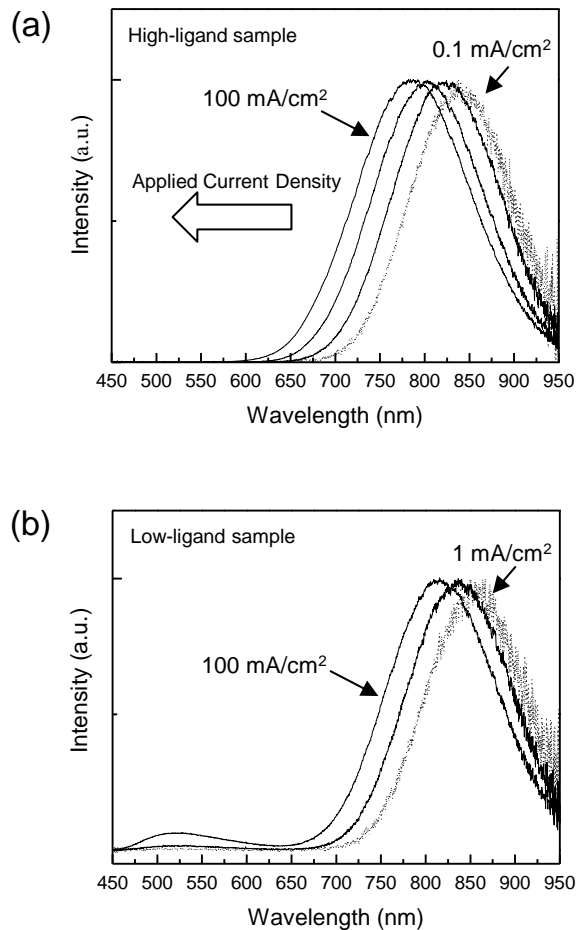 (a)
High-ligand sample
0.1 mA/cm²
100 mA/cm²
Applied Current Density
Intensity (a.u.)
450 500 550 600 650 700 750 800 850 900 950
Wavelength (nm)
(b)
Low-ligand sample
1 mA/cm²
100 mA/cm²
Intensity (a.u.)
450 500 550 600 650 700 750 800 850 900 950
Wavelength (nm)